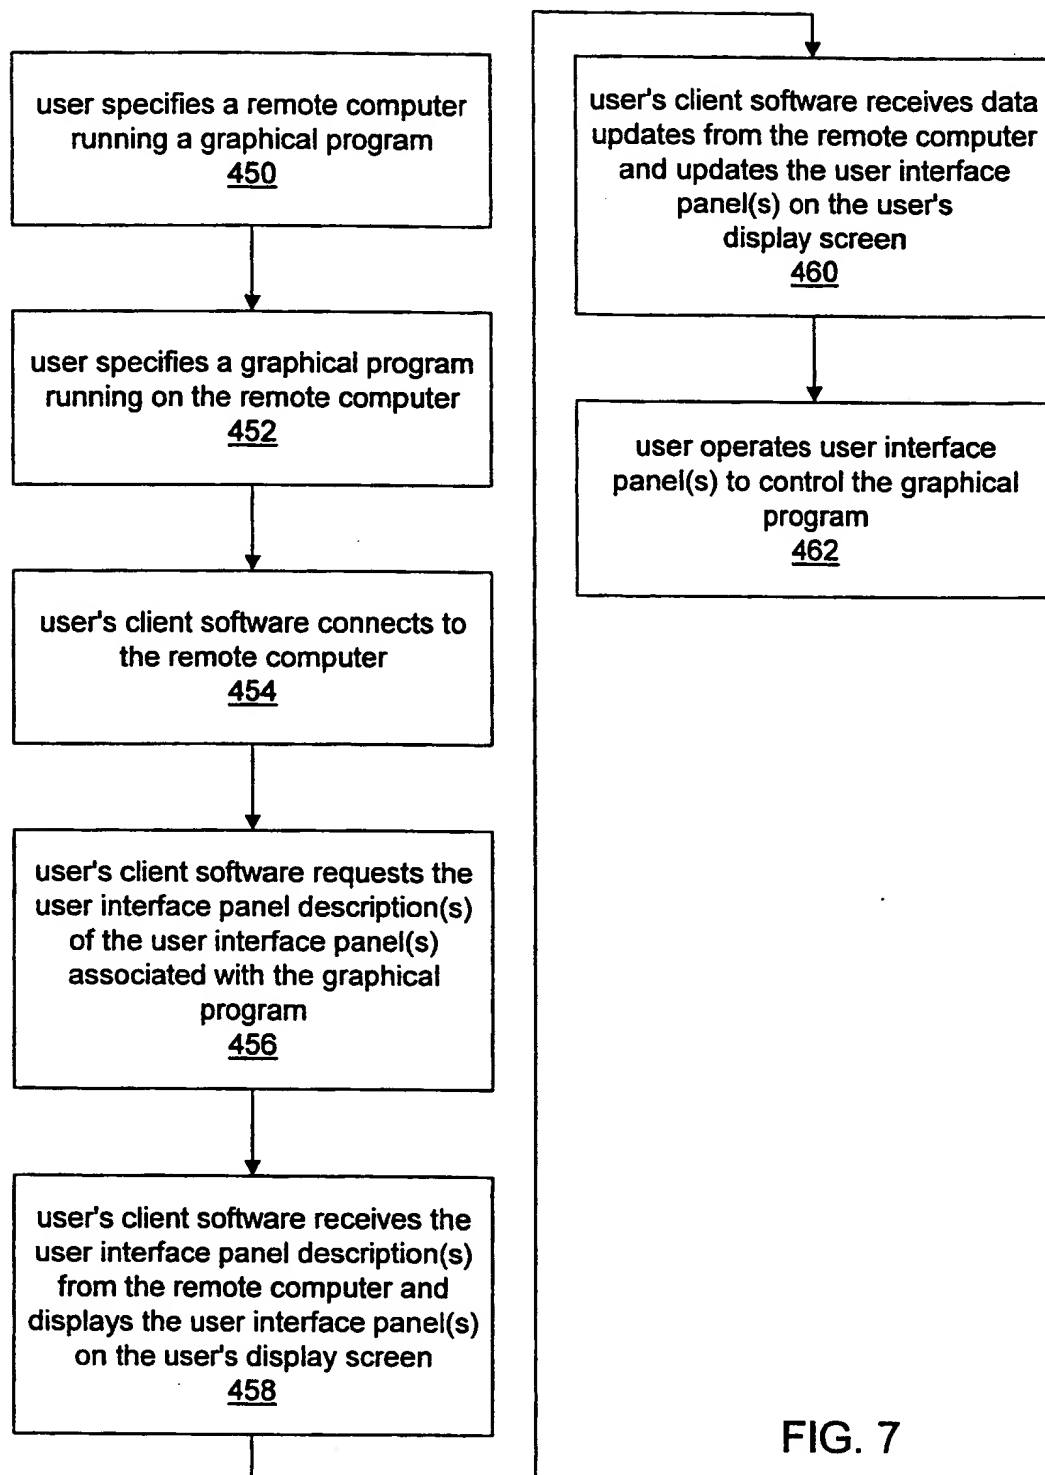 user specifies a remote computer
running a graphical program
450
user specifies a graphical program
running on the remote computer
452
user's client software connects to
the remote computer
454
user's client software requests the
user interface panel description(s)
of the user interface panel(s)
associated with the graphical
program
456
user's client software receives the
user interface panel description(s)
from the remote computer and
displays the user interface panel(s)
on the user's display screen
458
user's client software receives data
updates from the remote computer
and updates the user interface
panel(s) on the user's
display screen
460
user operates user interface
panel(s) to control the graphical
program
462
FIG. 7